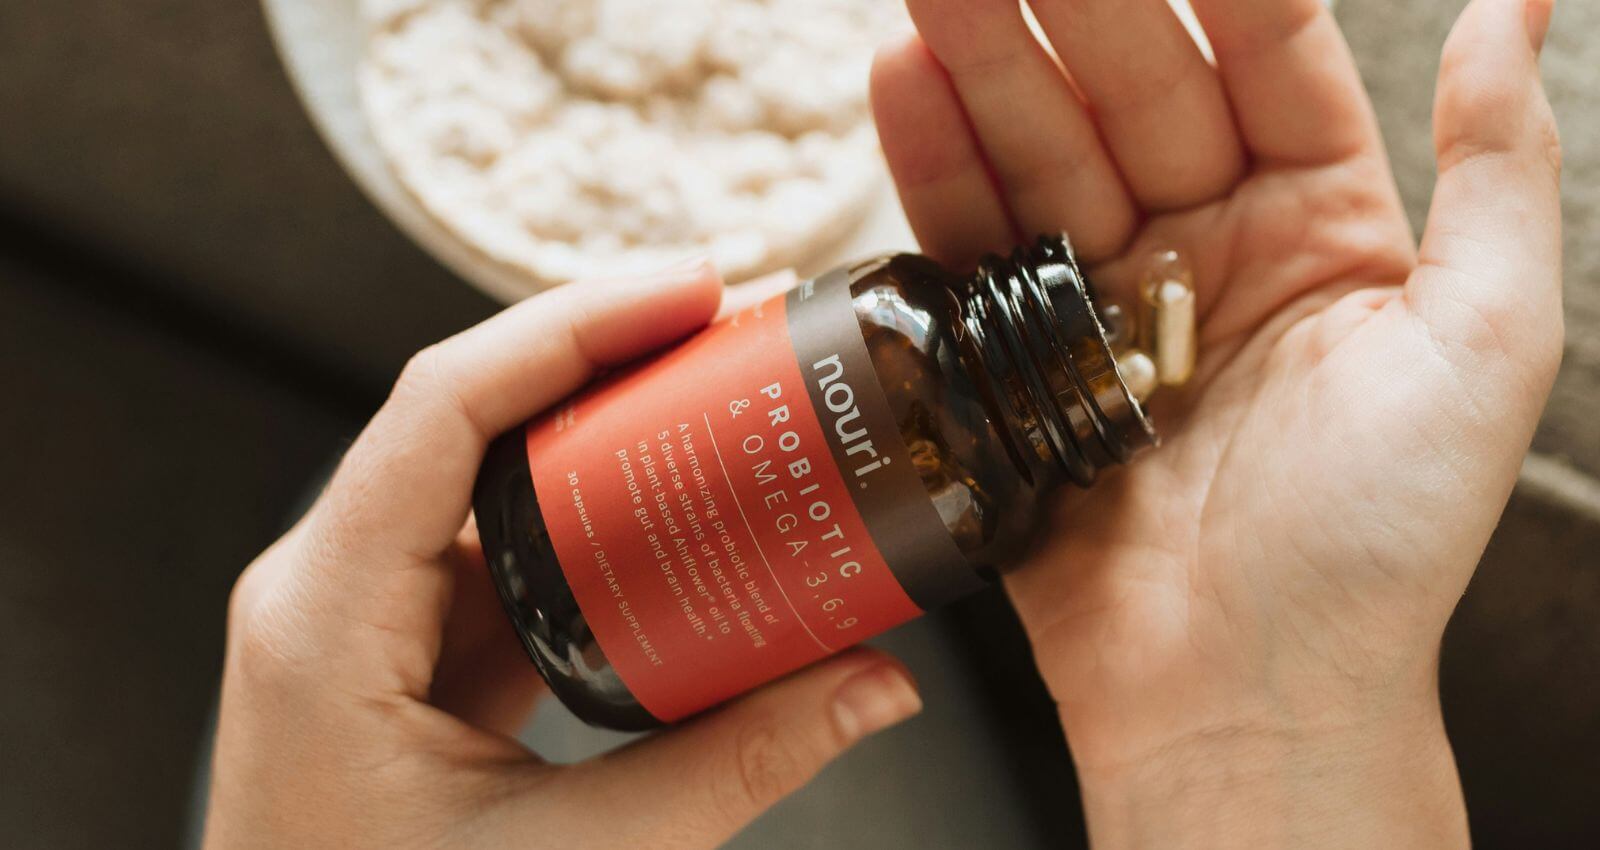 nouri®
PROBIOTIC
& OMEGA-3,6,9
A harmonizing probiotic blend of
5 diverse strains of bacteria floating
in plant-based Ahiflower® oil to
promote gut and brain health.*
30 capsules / DIETARY SUPPLEMENT